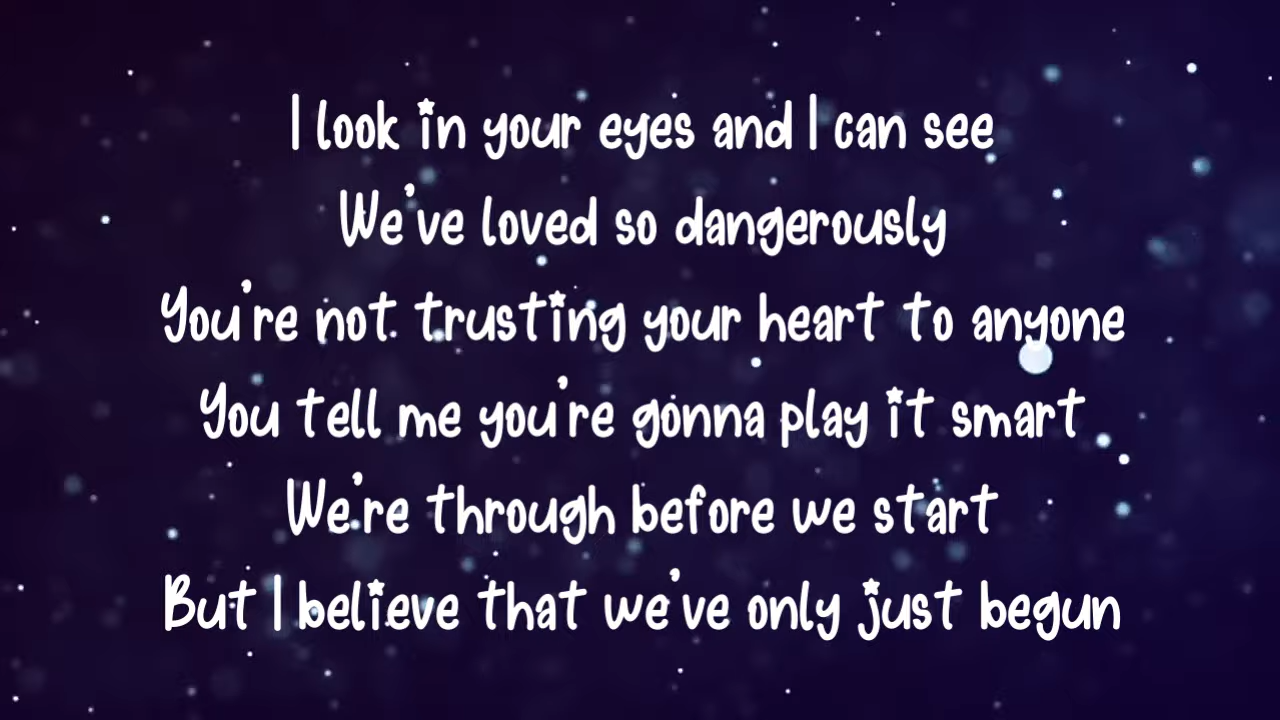 I look in your eyes and I can see
We've loved so dangerously
You're not trusting your heart to anyone
You tell me you're gonna play it smart
We're through before we start
But I believe that we've only just begun